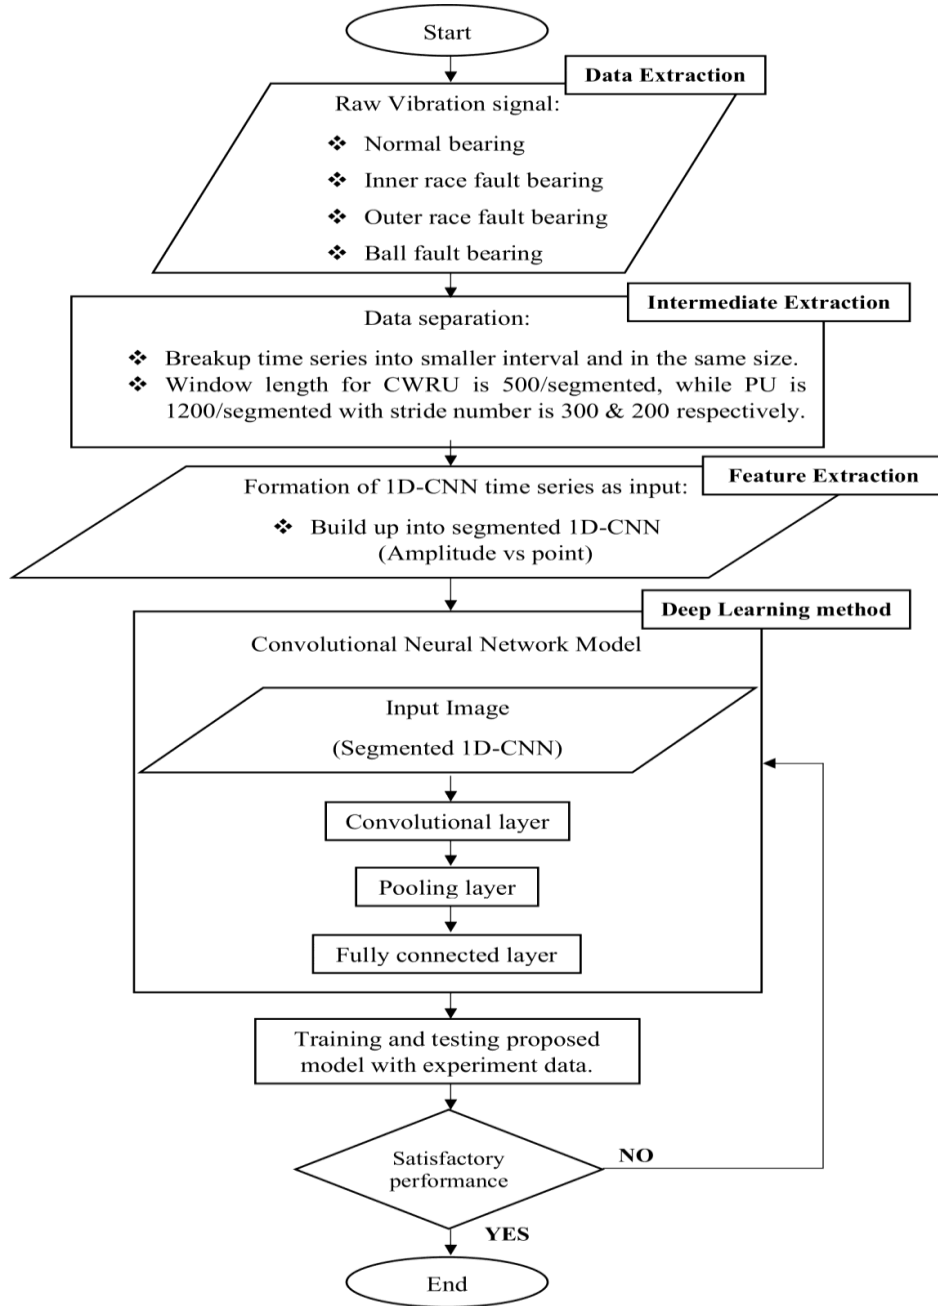 Start
Data Extraction
Raw Vibration signal:
❖ Normal bearing
❖ Inner race fault bearing
❖ Outer race fault bearing
❖ Ball fault bearing
Intermediate Extraction
Data separation:
❖ Breakup time series into smaller interval and in the same size.
❖ Window length for CWRU is 500/segmented, while PU is
1200/segmented with stride number is 300 & 200 respectively.
Feature Extraction
Formation of 1D-CNN time series as input:
❖ Build up into segmented 1D-CNN
(Amplitude vs point)
Deep Learning method
Convolutional Neural Network Model
Input Image
(Segmented 1D-CNN)
Convolutional layer
Pooling layer
Fully connected layer
Training and testing proposed
model with experiment data.
Satisfactory
performance
NO
YES
End